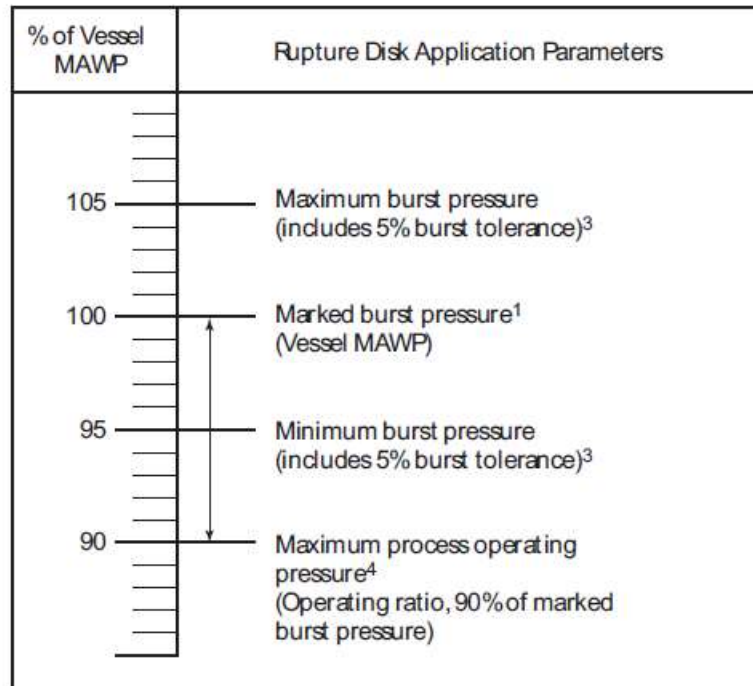 % of Vessel
MAWP
Rupture Disk Application Parameters
105
Maximum burst pressure
(includes 5% burst tolerance)³
100
Marked burst pressure¹
(Vessel MAWP)
95
Minimum burst pressure
(includes 5% burst tolerance)³
90
Maximum process operating
pressure⁴
(Operating ratio, 90% of marked
burst pressure)